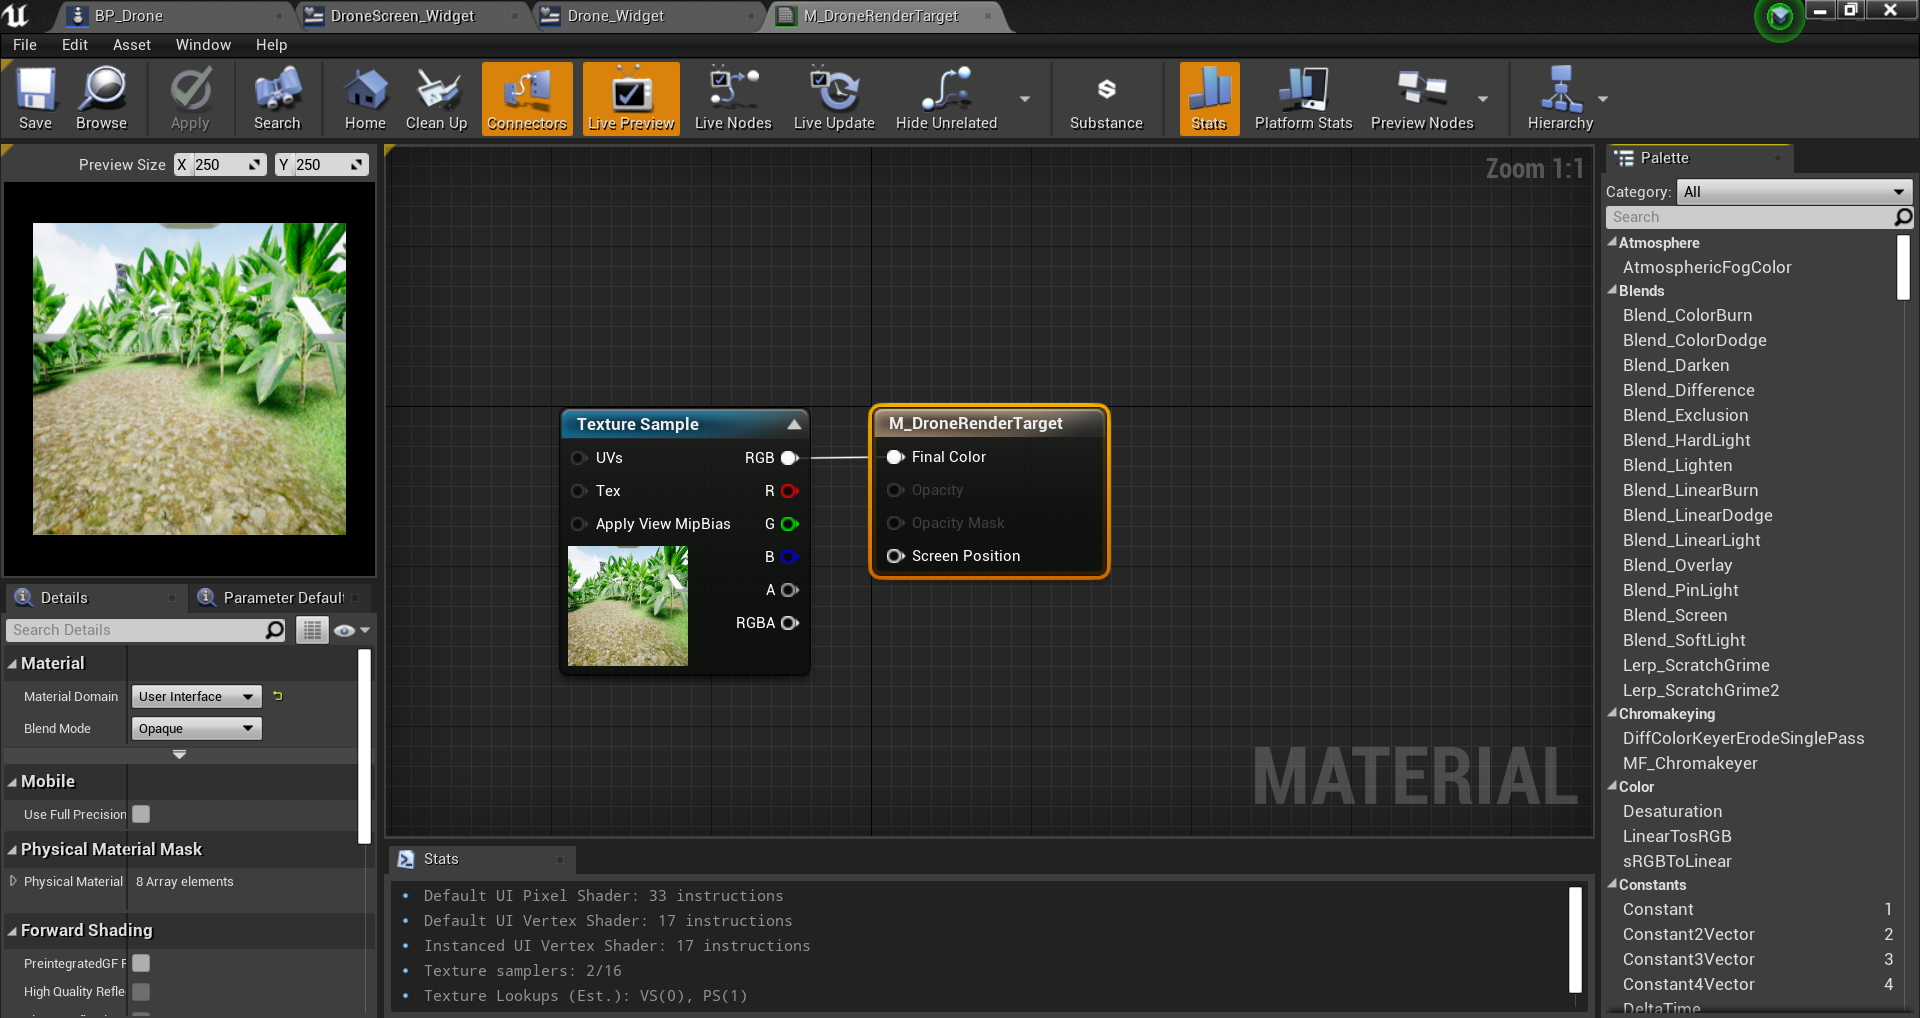 BP_Drone
DroneScreen_Widget
Drone_Widget
M_DroneRenderTarget
File Edit Asset Window Help
Save
Browse
Apply
Search
Home
Clean Up
Connectors
Live Preview
Live Nodes
Live Update
Hide Unrelated
Substance
Stats
Platform Stats
Preview Nodes
Hierarchy
Preview Size X 250 Y 250
Zoom 1:1
Texture Sample
UVs RGB
Tex R
Apply View MipBias G
B
A
RGBA
M_DroneRenderTarget
Final Color
Opacity
Opacity Mask
Screen Position
MATERIAL
Details
Parameter Default
Search Details
Material
Material Domain User Interface
Blend Mode Opaque
Mobile
Use Full Precision
Physical Material Mask
Physical Material 8 Array elements
Forward Shading
PreintegratedGF F
High Quality Refle
Stats
• Default UI Pixel Shader: 33 instructions
• Default UI Vertex Shader: 17 instructions
• Instanced UI Vertex Shader: 17 instructions
• Texture samplers: 2/16
• Texture Lookups (Est.): VS(0), PS(1)
Palette
Category: All
Search
Atmosphere
AtmosphericFogColor
Blends
Blend_ColorBurn
Blend_ColorDodge
Blend_Darken
Blend_Difference
Blend_Exclusion
Blend_HardLight
Blend_Lighten
Blend_LinearBurn
Blend_LinearDodge
Blend_LinearLight
Blend_Overlay
Blend_PinLight
Blend_Screen
Blend_SoftLight
Lerp_ScratchGrime
Lerp_ScratchGrime2
Chromakeying
DiffColorKeyerErodeSinglePass
MF_Chromakeyer
Color
Desaturation
LinearTosRGB
sRGBToLinear
Constants
Constant 1
Constant2Vector 2
Constant3Vector 3
Constant4Vector 4
DeltaTime